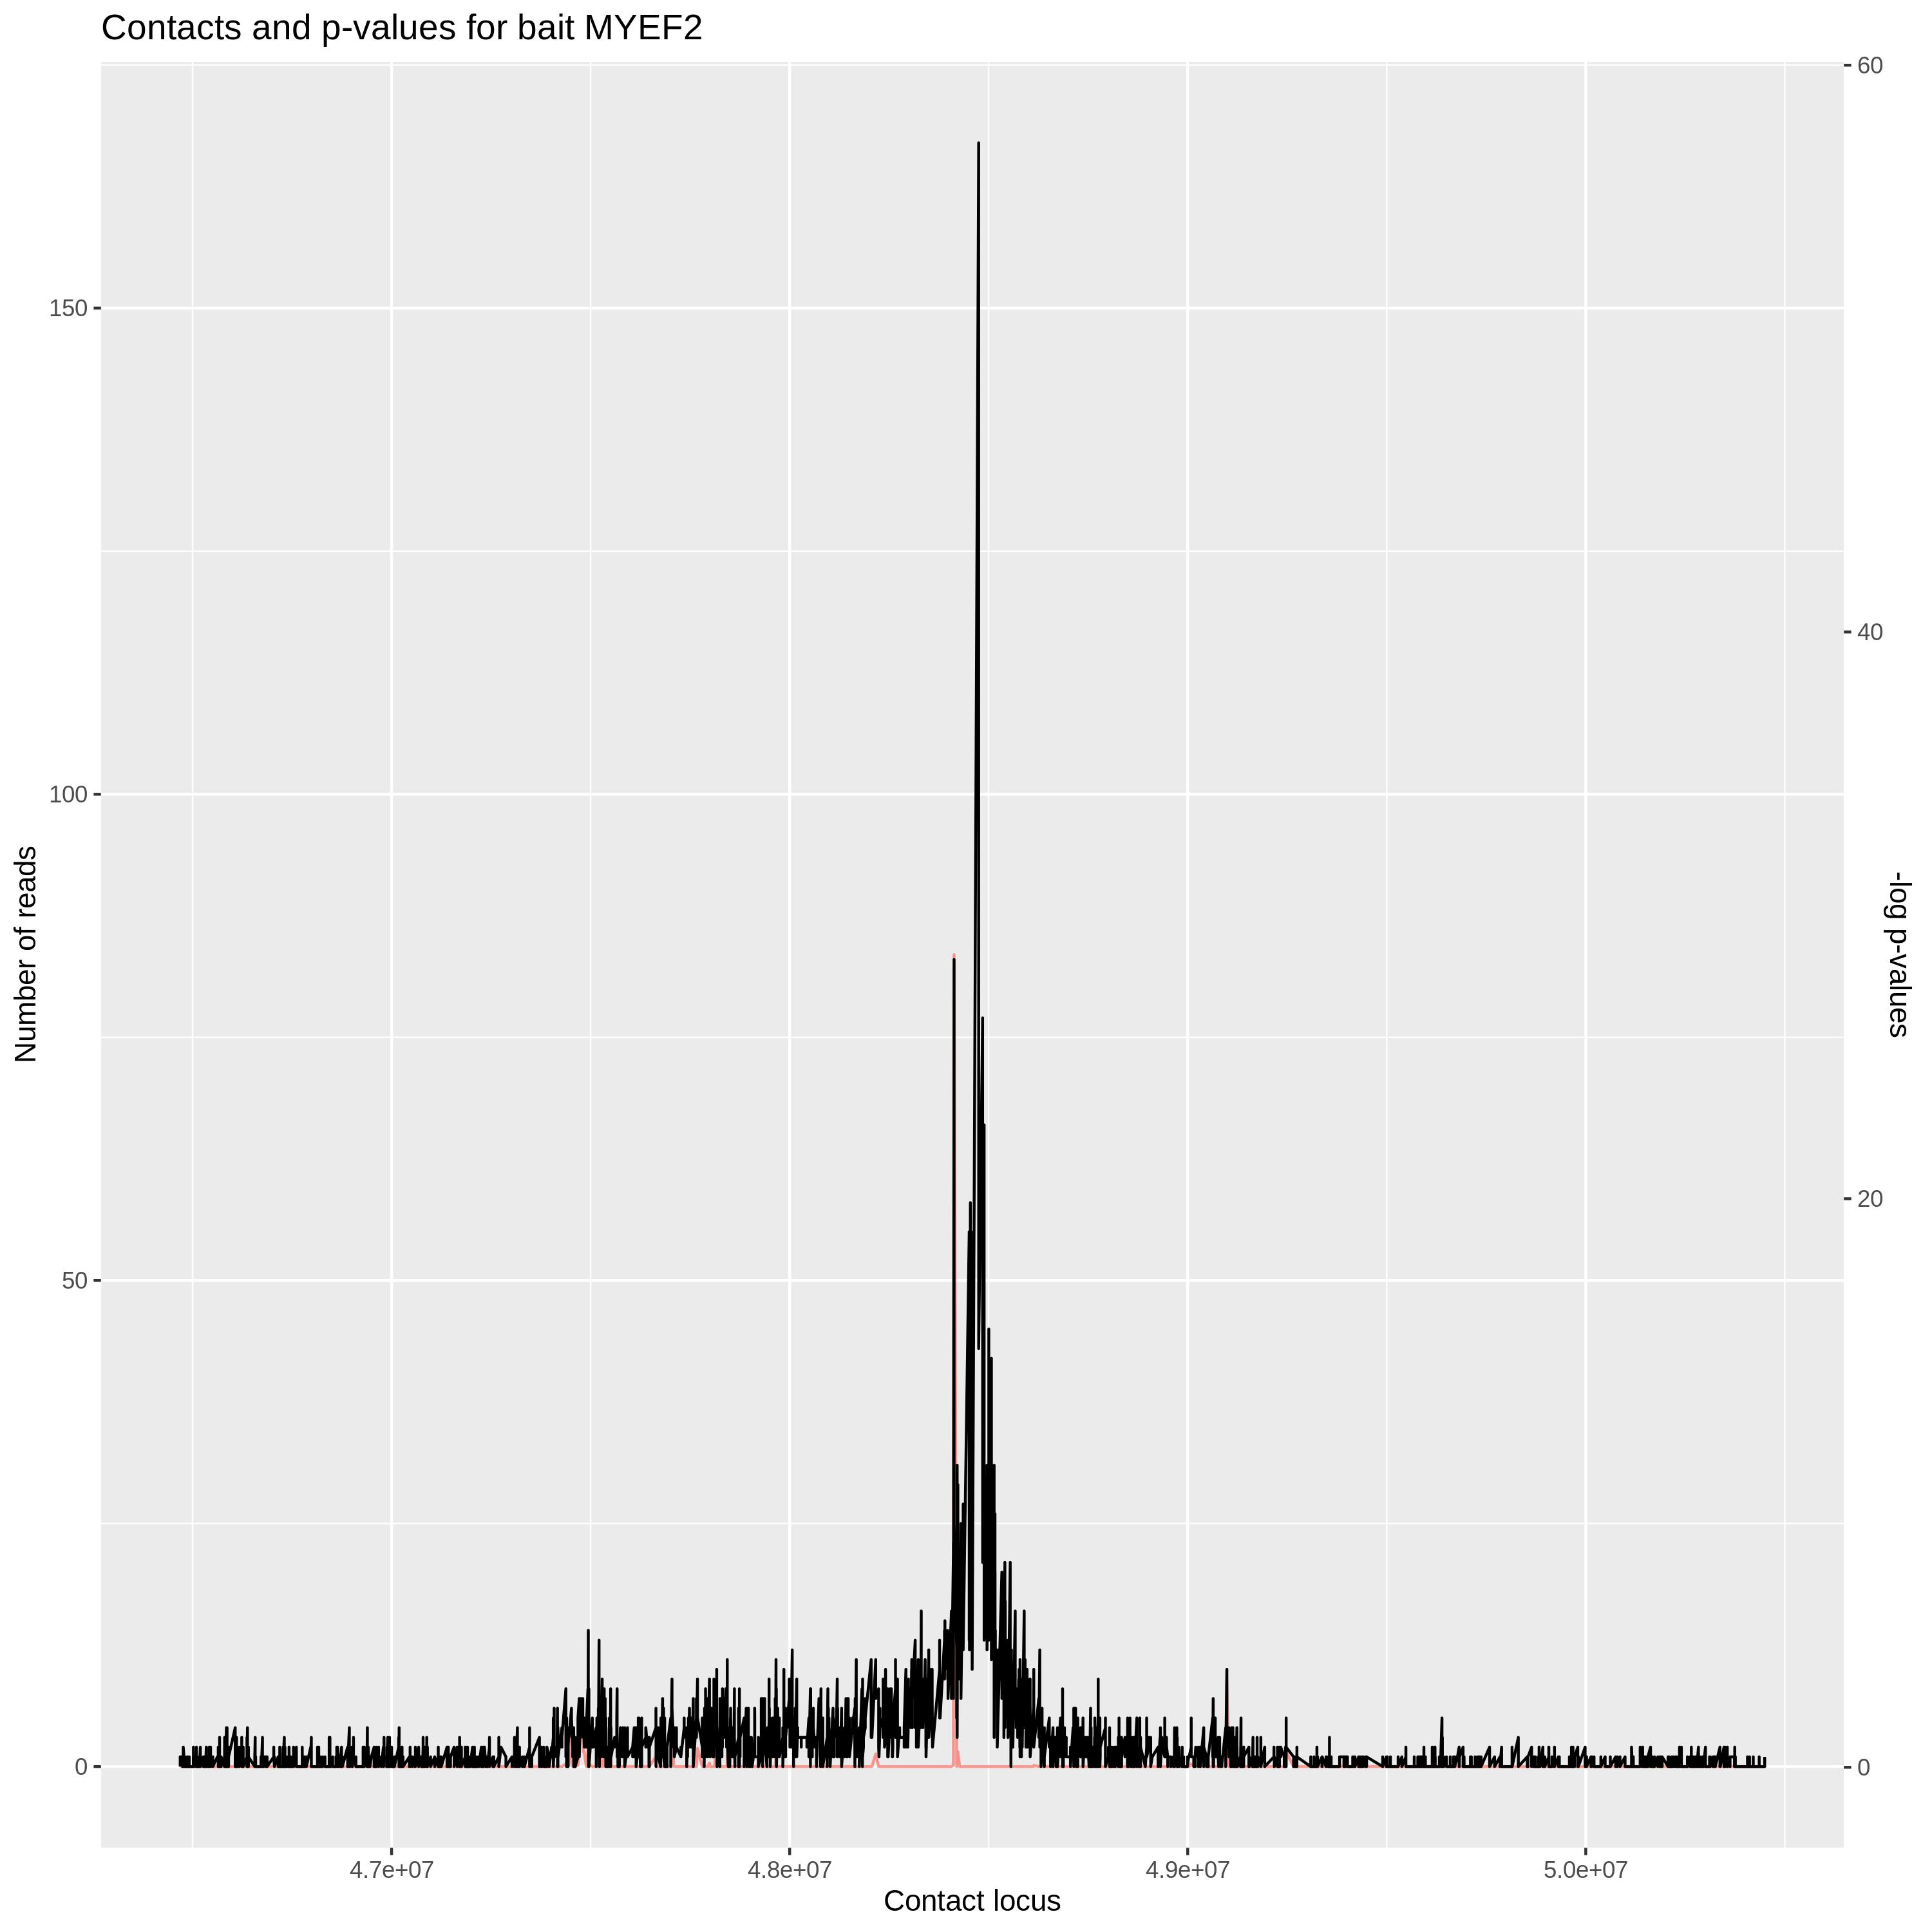 Contacts and p-values for bait MYEF2
60
150
40
100
Number of reads
-log p-values
20
50
0
0
4.7e+07
4.8e+07
4.9e+07
5.0e+07
Contact locus